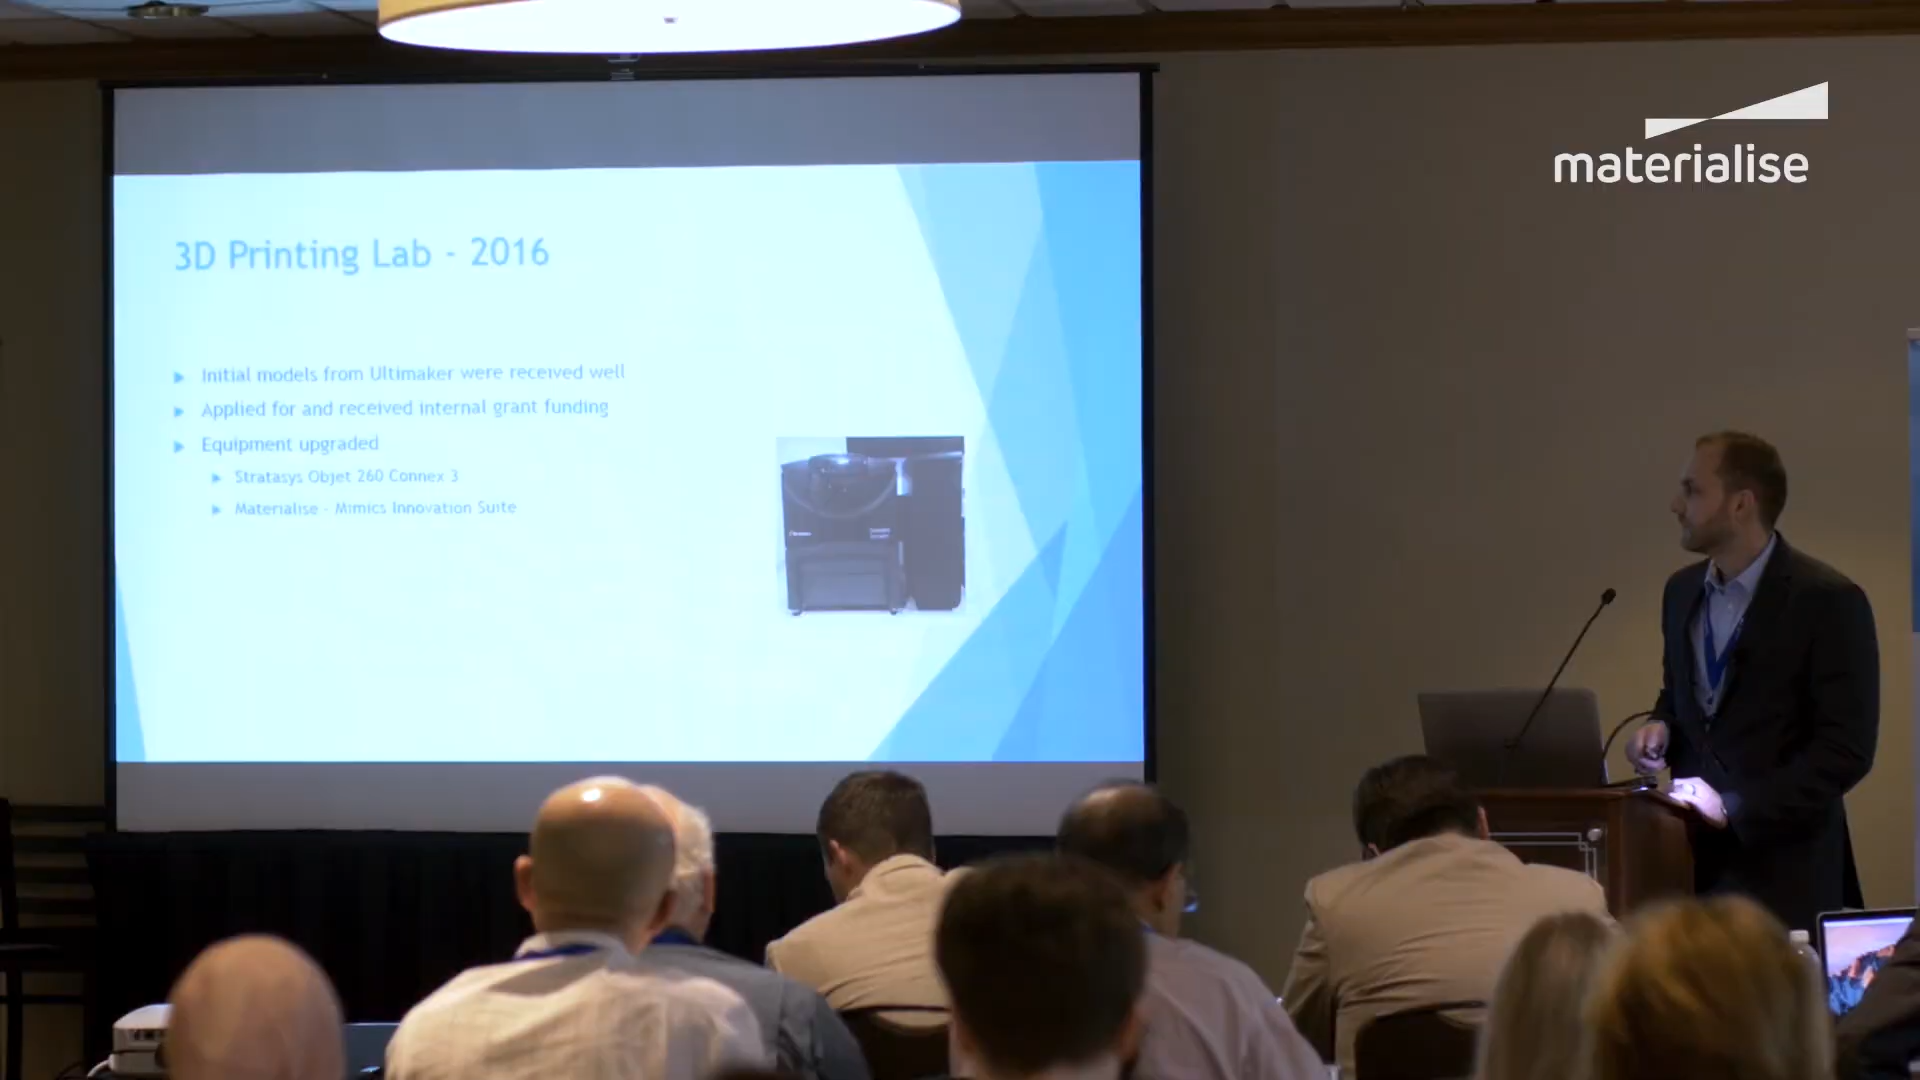 materialise
3D Printing Lab - 2016
Initial models from Ultimaker were received well
Applied for and received internal grant funding
Equipment upgraded
Stratasys Objet 260 Connex 3
Materialise - Mimics Innovation Suite